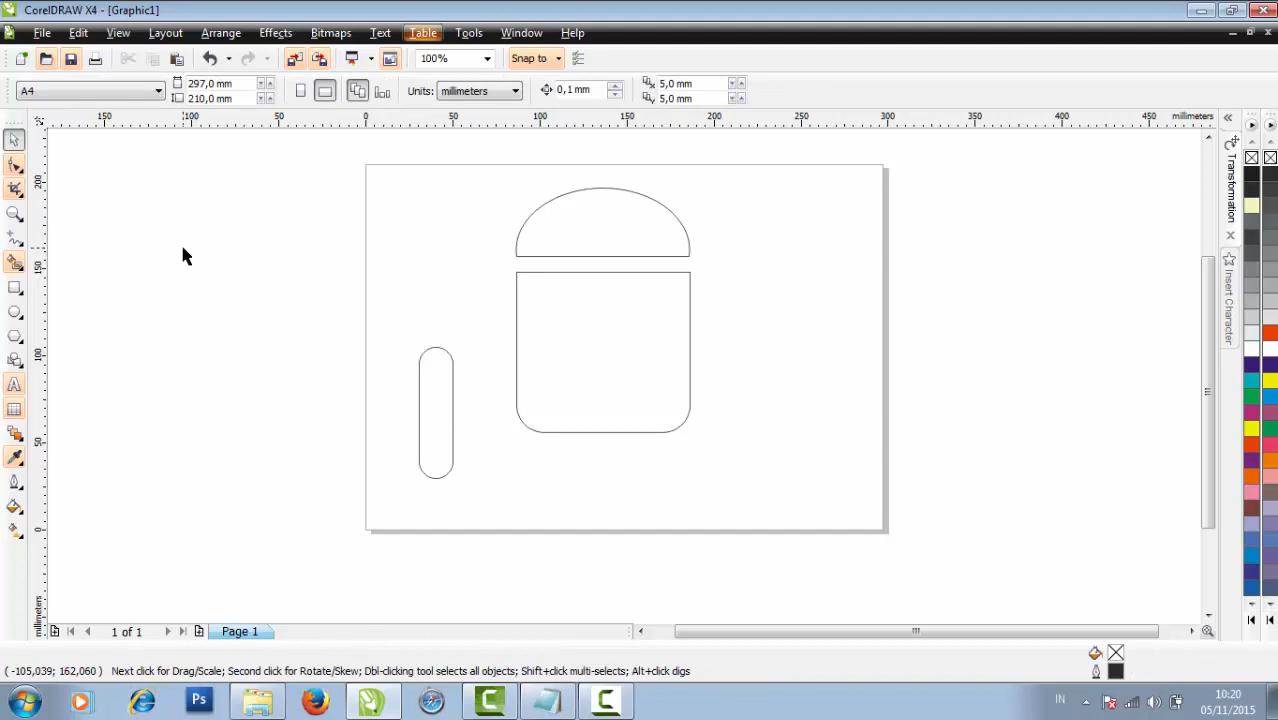 CorelDRAW X4 - [Graphic1]
File Edit View Layout Arrange Effects Bitmaps Text Table Tools Window Help
100% Snap to
A4 297,0 mm 210,0 mm Units: millimeters 0,1 mm 5,0 mm 5,0 mm
150 100 50 0 50 100 150 200 250 300 350 400 450 millimeters
200
150
100
50
0
millimeters
Transformation
Insert Character
A
1 of 1 Page 1
( -105,039; 162,060 ) Next click for Drag/Scale; Second click for Rotate/Skew; Dbl-clicking tool selects all objects; Shift+click multi-selects; Alt+click digs
Ps IN 10:20
05/11/2015